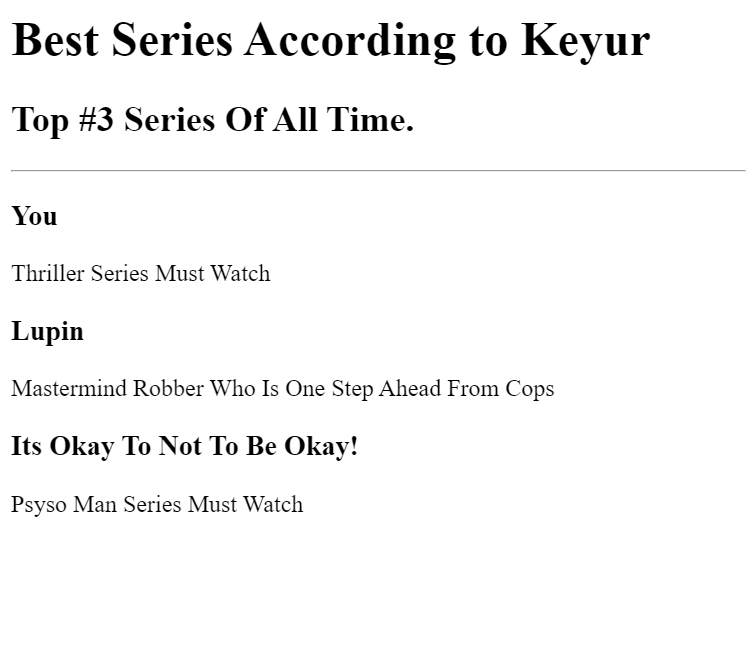 Best Series According to Keyur
Top #3 Series Of All Time.
You
Thriller Series Must Watch
Lupin
Mastermind Robber Who Is One Step Ahead From Cops
Its Okay To Not To Be Okay!
Psyso Man Series Must Watch